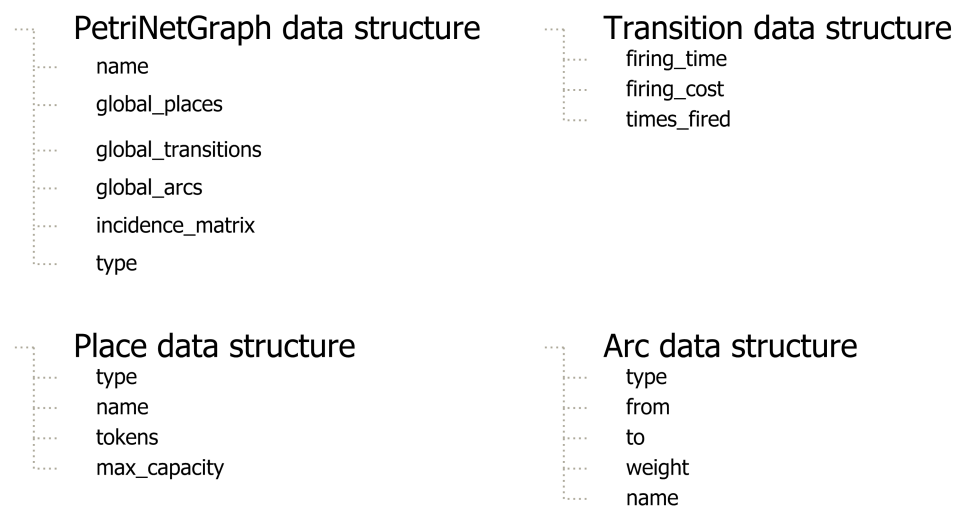 PetriNetGraph data structure
name
global_places
global_transitions
global_arcs
incidence_matrix
type
Transition data structure
firing_time
firing_cost
times_fired
Place data structure
type
name
tokens
max_capacity
Arc data structure
type
from
to
weight
name